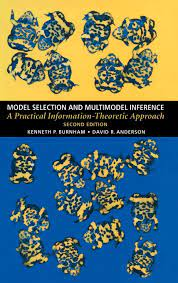 MODEL SELECTION AND MULTIMODEL INFERENCE
A Practical Information-Theoretic Approach
SECOND EDITION
KENNETH P. BURNHAM • DAVID R. ANDERSON